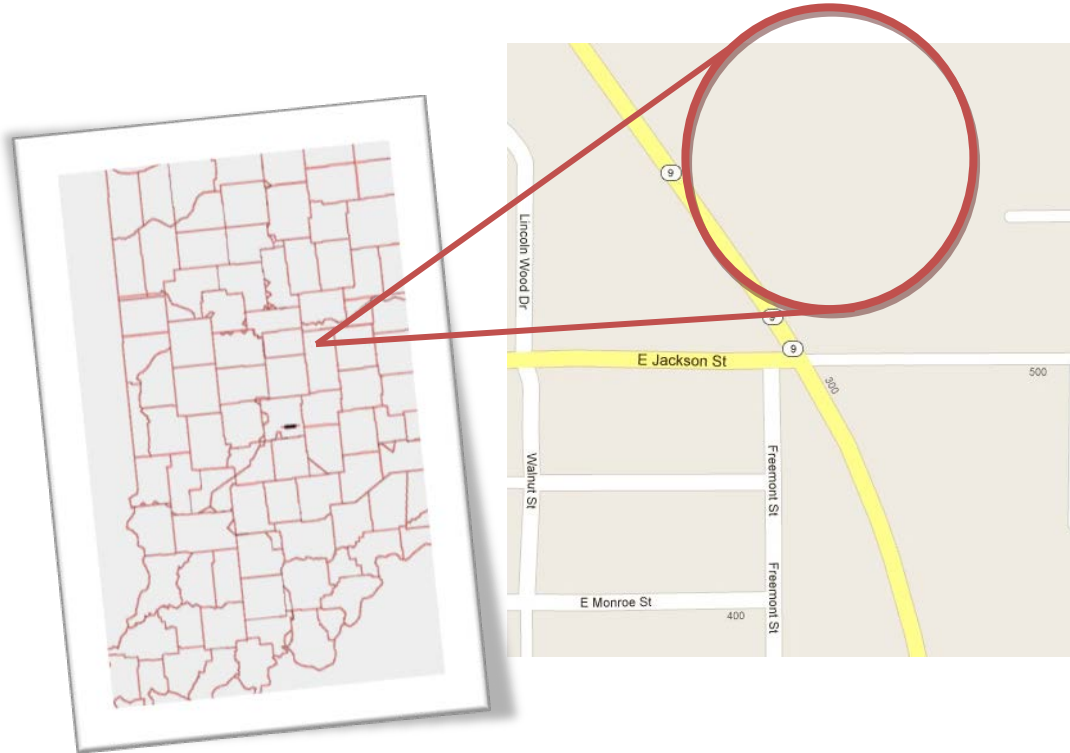 9
Lincoln Wood Dr
9
9
E Jackson St
300
500
Walnut St
Freemont St
E Monroe St
400
Freemont St